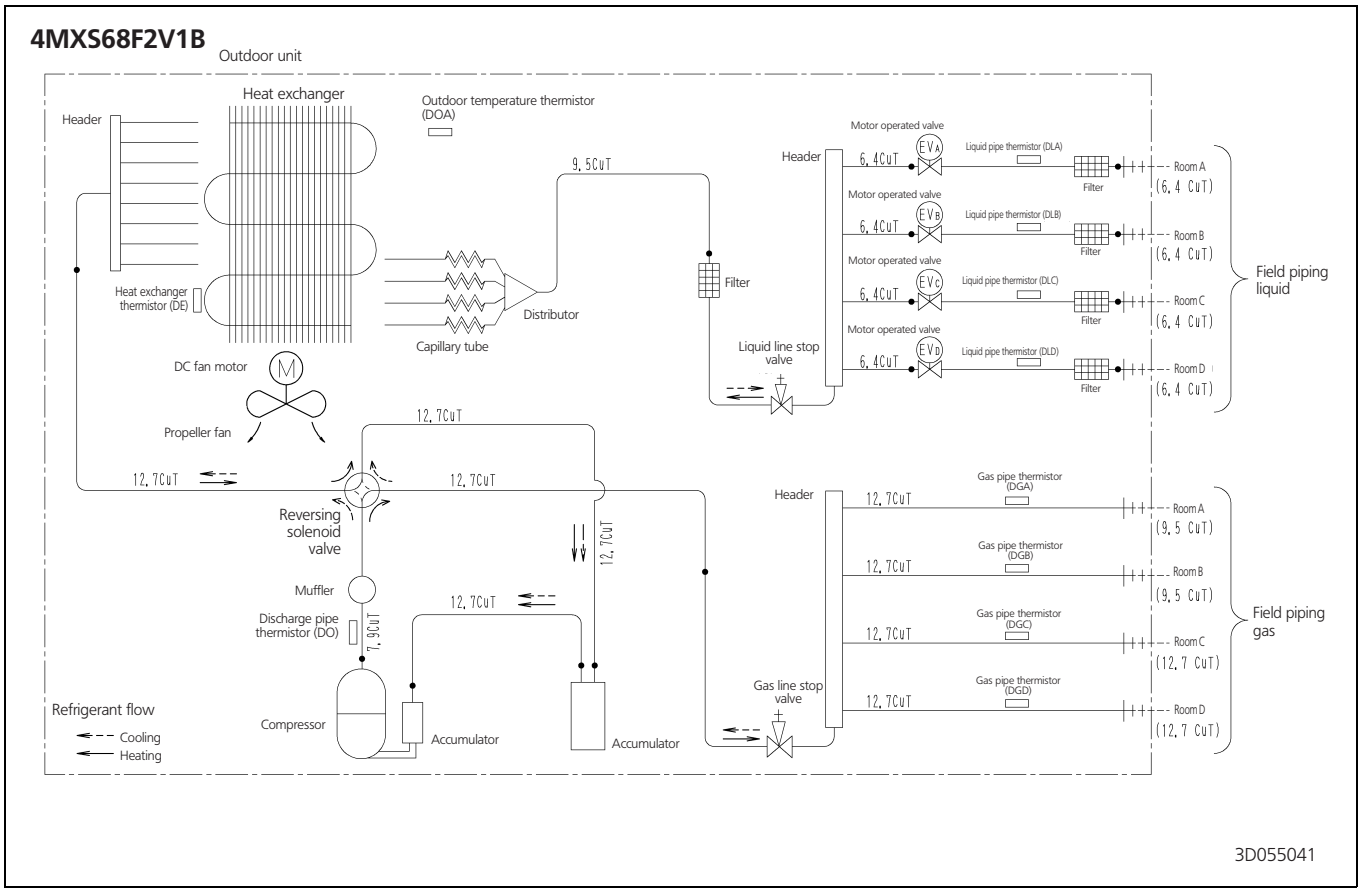 4MXS68F2V1B
Outdoor unit
Heat exchanger
Header
Outdoor temperature thermistor
(DOA)
9.5CuT
Heat exchanger
thermistor (DE)
Capillary tube
Distributor
Filter
Liquid line stop
valve
DC fan motor
M
Propeller fan
Header
Motor operated valve
6.4CuT
EVA
Liquid pipe thermistor (DLA)
Filter
Room A
(6.4 CuT)
Motor operated valve
6.4CuT
EVB
Liquid pipe thermistor (DLB)
Filter
Room B
(6.4 CuT)
Motor operated valve
6.4CuT
EVC
Liquid pipe thermistor (DLC)
Filter
Room C
(6.4 CuT)
Motor operated valve
6.4CuT
EVD
Liquid pipe thermistor (DLD)
Filter
Room D
(6.4 CuT)
Field piping
liquid
12.7CuT
12.7CuT
12.7CuT
12.7CuT
Reversing
solenoid
valve
Muffler
Discharge pipe
thermistor (DO)
7.9CuT
12.7CuT
Compressor
Accumulator
Accumulator
Gas line stop
valve
Header
12.7CuT
Gas pipe thermistor
(DGA)
Room A
(9.5 CuT)
12.7CuT
Gas pipe thermistor
(DGB)
Room B
(9.5 CuT)
12.7CuT
Gas pipe thermistor
(DGC)
Room C
(12.7 CuT)
12.7CuT
Gas pipe thermistor
(DGD)
Room D
(12.7 CuT)
Field piping
gas
Refrigerant flow
Cooling
Heating
3D055041